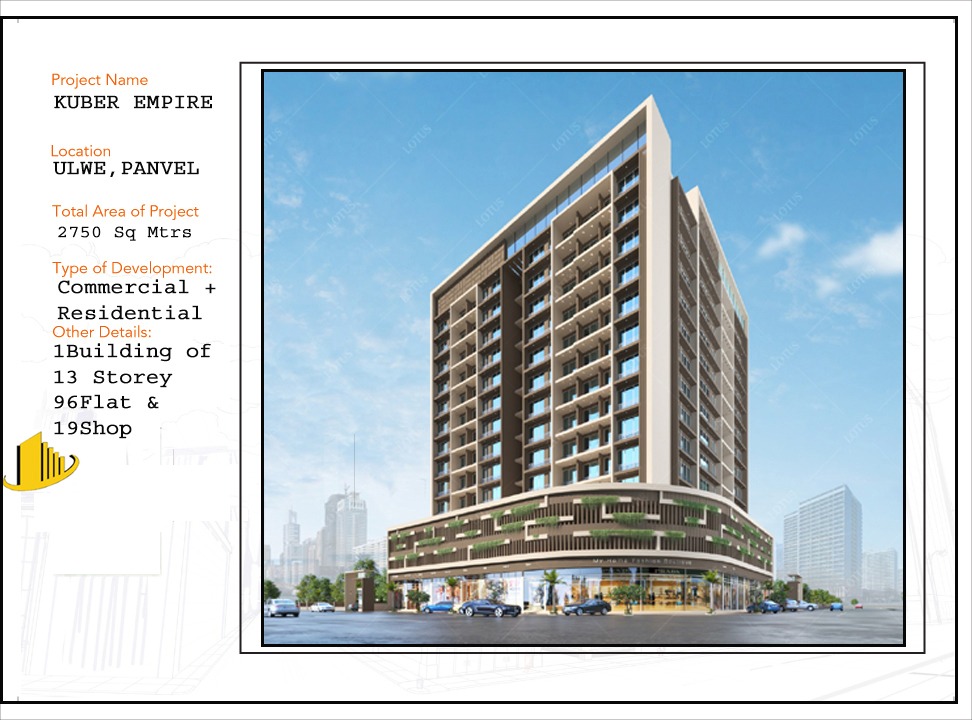 Project Name
KUBER EMPIRE
Location
ULWE,PANVEL
Total Area of Project
2750 Sq Mtrs
Type of Development:
Commercial +
Residential
Other Details:
1Building of
13 Storey
96Flat &
19Shop
LOTUS